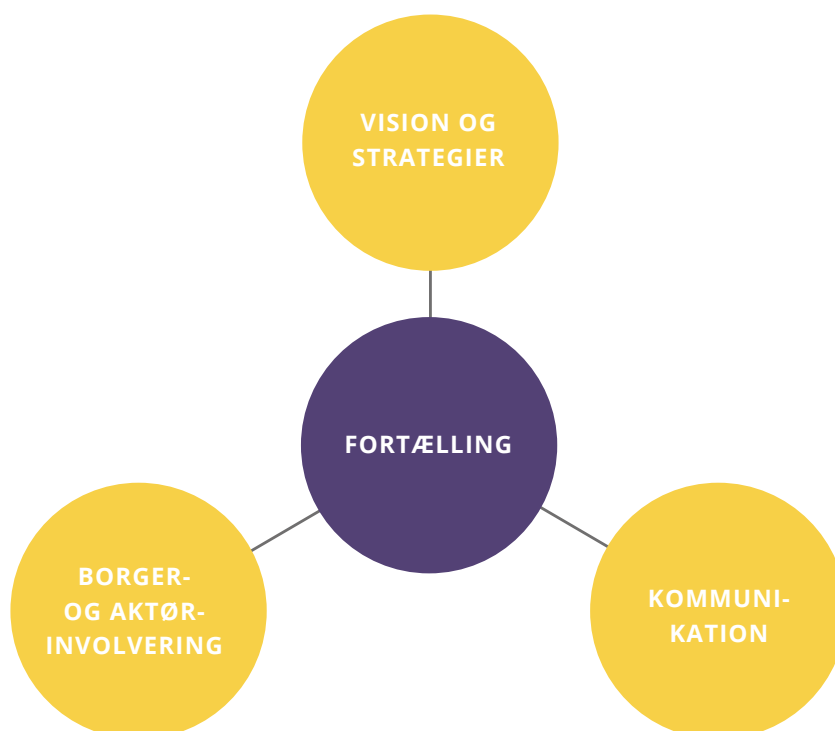 VISION OG
STRATEGIER
FORTÆLLING
BORGER-
OG AKTØR-
INVOLVERING
KOMMUNI-
KATION